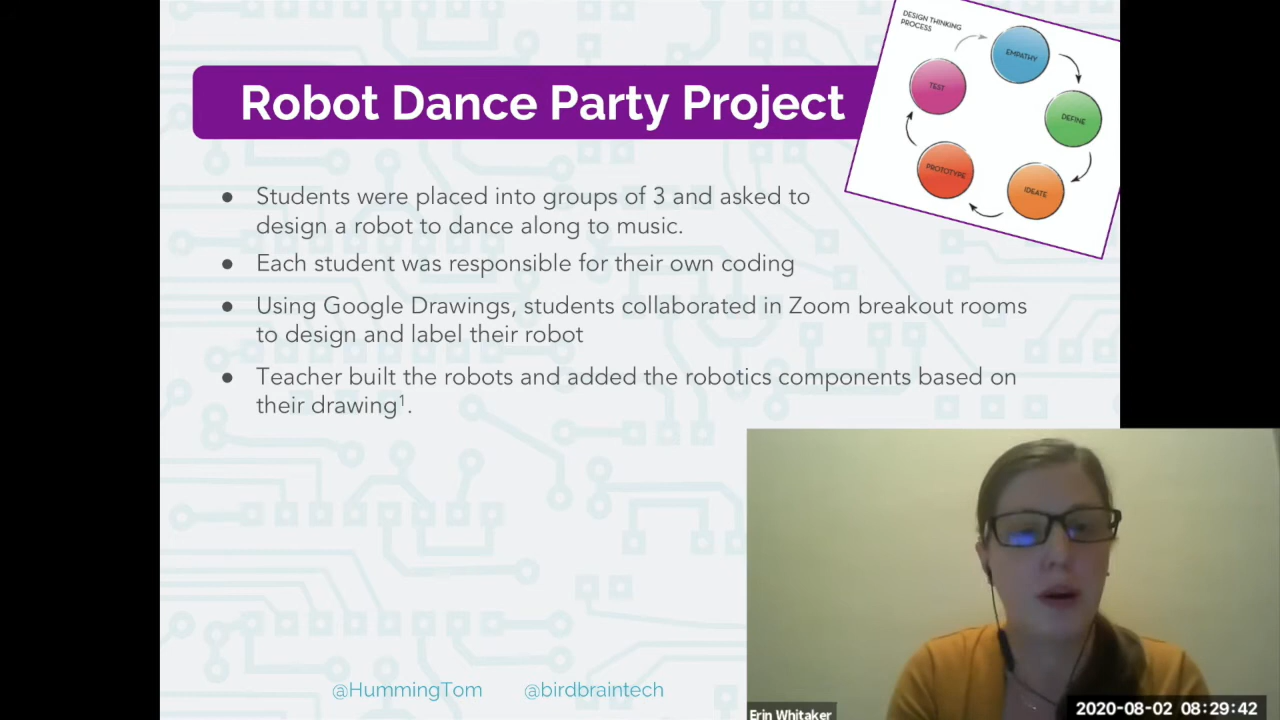 DESIGN THINKING
PROCESS
EMPATHY
DEFINE
IDEATE
PROTOTYPE
TEST
Robot Dance Party Project
● Students were placed into groups of 3 and asked to
design a robot to dance along to music.
● Each student was responsible for their own coding
● Using Google Drawings, students collaborated in Zoom breakout rooms
to design and label their robot
● Teacher built the robots and added the robotics components based on
their drawing¹.
@HummingTom @birdbraintech
Erin Whitaker
2020-08-02 08:29:42